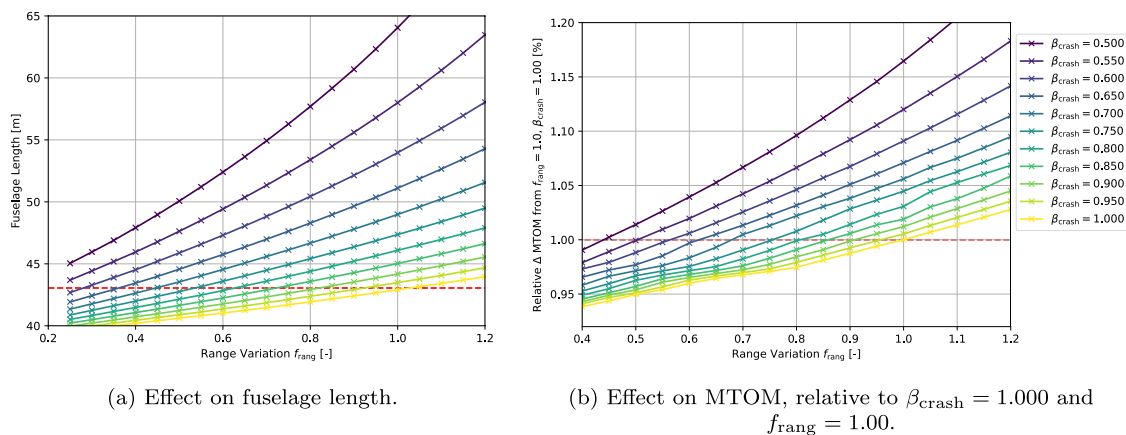 65
60
55
50
45
40
Fuselage Length [m]
0.2 0.4 0.6 0.8 1.0 1.2
Range Variation f_rang [-]
(a) Effect on fuselage length.
1.20
1.15
1.10
1.05
1.00
0.95
Relative Δ MTOM from f_rang = 1.0, β_crash = 1.00 [%]
0.4 0.5 0.6 0.7 0.8 0.9 1.0 1.1 1.2
Range Variation f_rang [-]
β_crash = 0.500
β_crash = 0.550
β_crash = 0.600
β_crash = 0.650
β_crash = 0.700
β_crash = 0.750
β_crash = 0.800
β_crash = 0.850
β_crash = 0.900
β_crash = 0.950
β_crash = 1.000
(b) Effect on MTOM, relative to β_crash = 1.000 and
f_rang = 1.00.